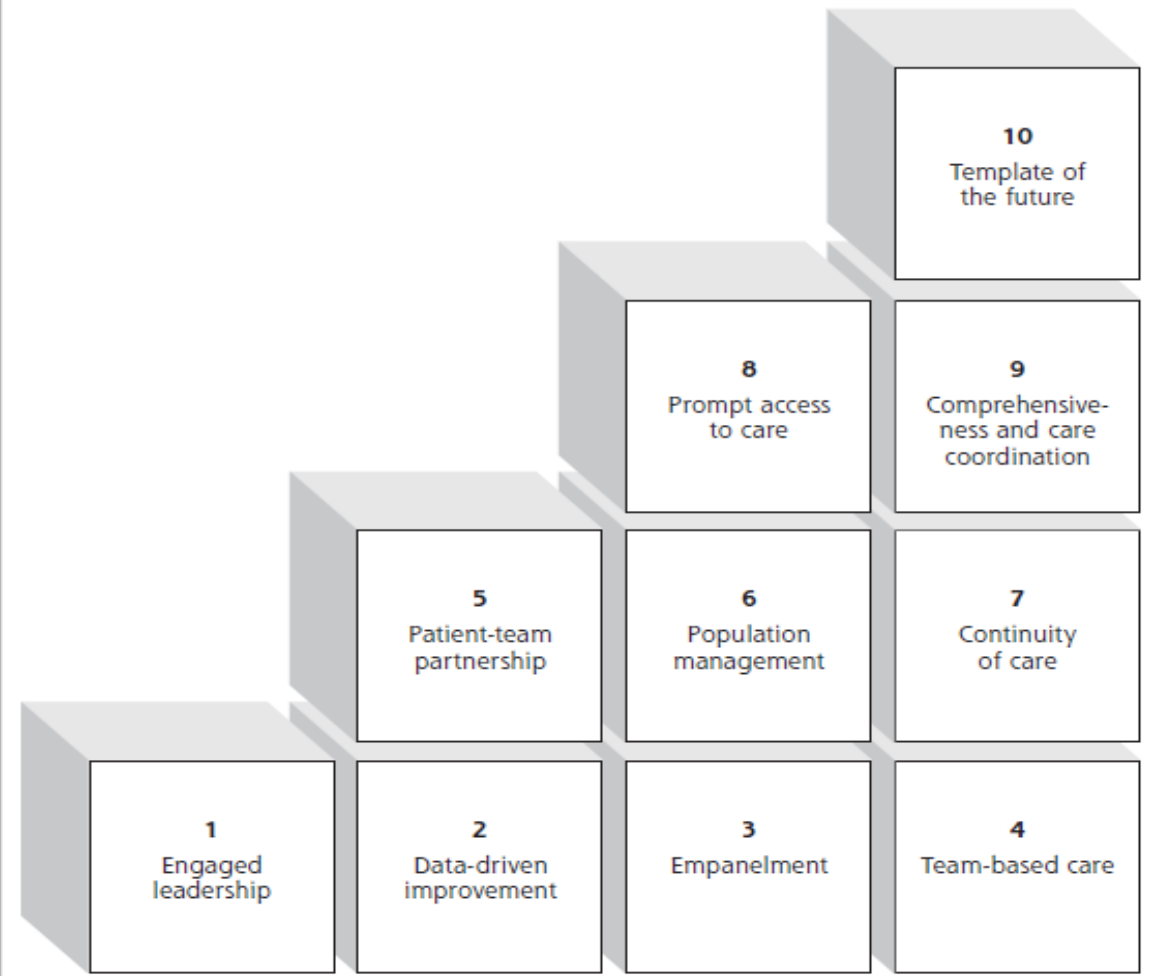 10
Template of
the future
8
Prompt access
to care
9
Comprehensive-
ness and care
coordination
5
Patient-team
partnership
6
Population
management
7
Continuity
of care
1
Engaged
leadership
2
Data-driven
improvement
3
Empanelment
4
Team-based care